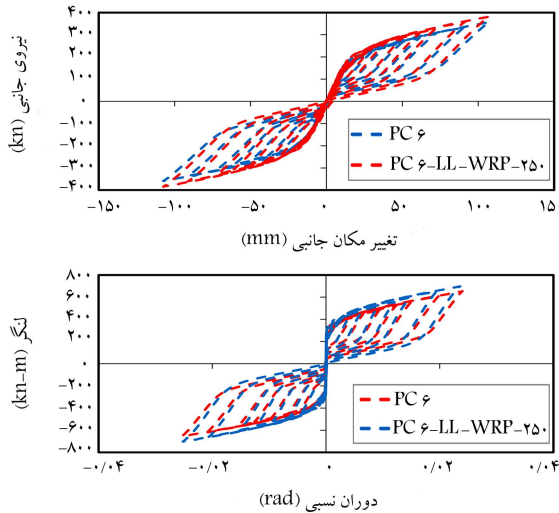 ۴۰۰
۳۰۰
۲۰۰
۱۰۰
۰
-۱۰۰
-۲۰۰
-۳۰۰
-۴۰۰
نیروی جانبی (kn)
PC ۶
PC ۶-LL-WRP-۲۵۰
-۱۵۰ -۱۰۰ -۵۰ ۰ ۵۰ ۱۰۰ ۱۵
تغییر مکان جانبی (mm)
۸۰۰
۶۰۰
۴۰۰
۲۰۰
۰
-۲۰۰
-۴۰۰
-۶۰۰
-۸۰۰
لنگر (kn-m)
PC ۶
PC ۶-LL-WRP-۲۵۰
-۰/۰۴ -۰/۰۲ ۰ ۰/۰۲ ۰/۰۴
دوران نسبی (rad)